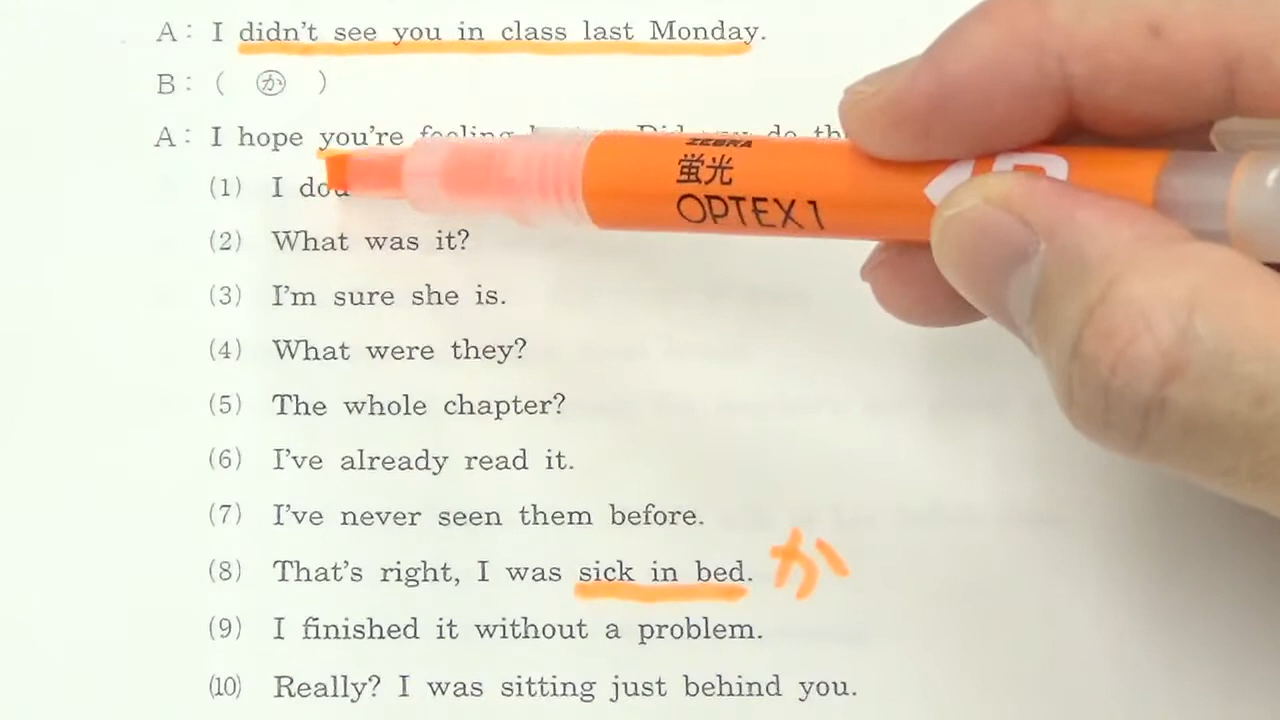 A: I didn't see you in class last Monday.
B: ( か )
A: I hope you're feeling do th
(1) I dou
(2) What was it?
(3) I'm sure she is.
(4) What were they?
(5) The whole chapter?
(6) I've already read it.
(7) I've never seen them before.
(8) That's right, I was sick in bed. か
(9) I finished it without a problem.
(10) Really? I was sitting just behind you.
ZEBRA
蛍光
OPTEX 1